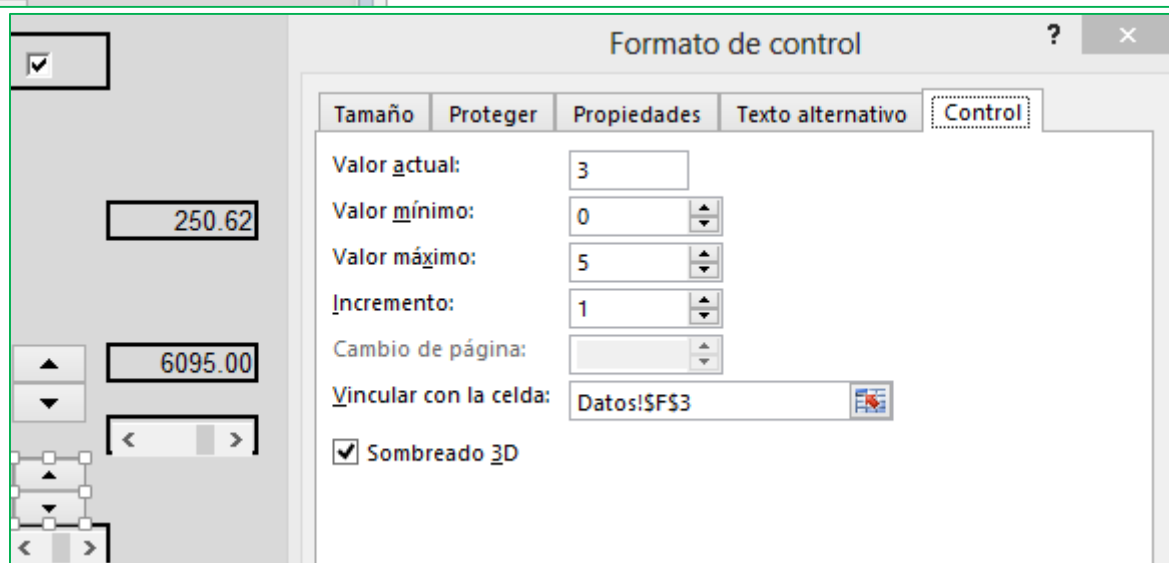 Formato de control ?
Tamaño Proteger Propiedades Texto alternativo Control
Valor actual: 3
Valor mínimo: 0
250.62
Valor máximo: 5
Incremento: 1
Cambio de página:
6095.00
Vincular con la celda: Datos!$F$3
Sombreado 3D